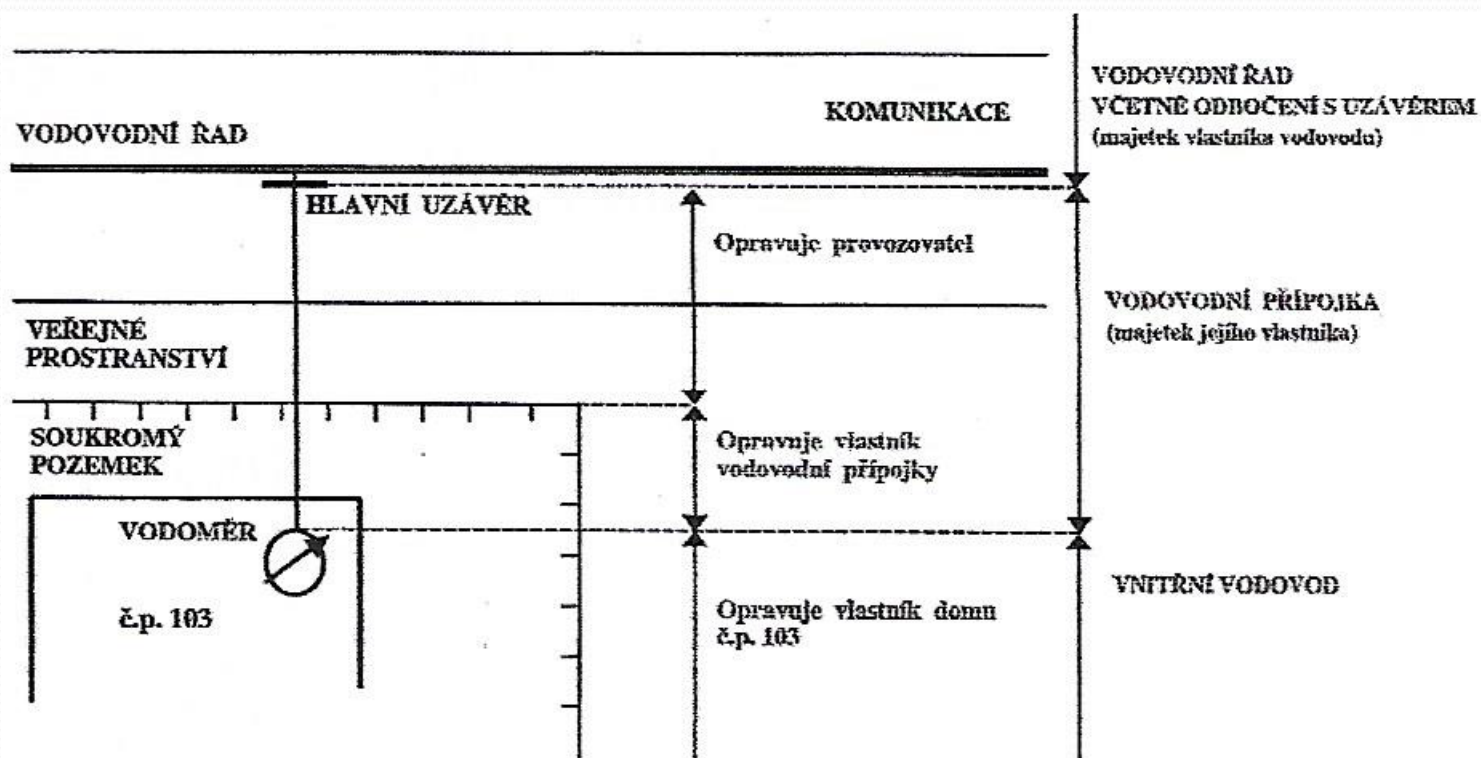 VODOVODNÍ ŘAD
VČETNĚ ODBOČENÍ S UZÁVĚREM
(majetek vlastníka vodovodu)
KOMUNIKACE
VODOVODNÍ ŘAD
HLAVNÍ UZÁVĚR
Opravuje provozovatel
VODOVODNÍ PŘÍPOJKA
(majetek jejího vlastníka)
VEŘEJNÉ
PROSTRANSTVÍ
SOUKROMÝ
POZEMEK
Opravuje vlastník
vodovodní přípojky
VODOMĚR
č.p. 103
Opravuje vlastník domu
č.p. 103
VNITŘNÍ VODOVOD